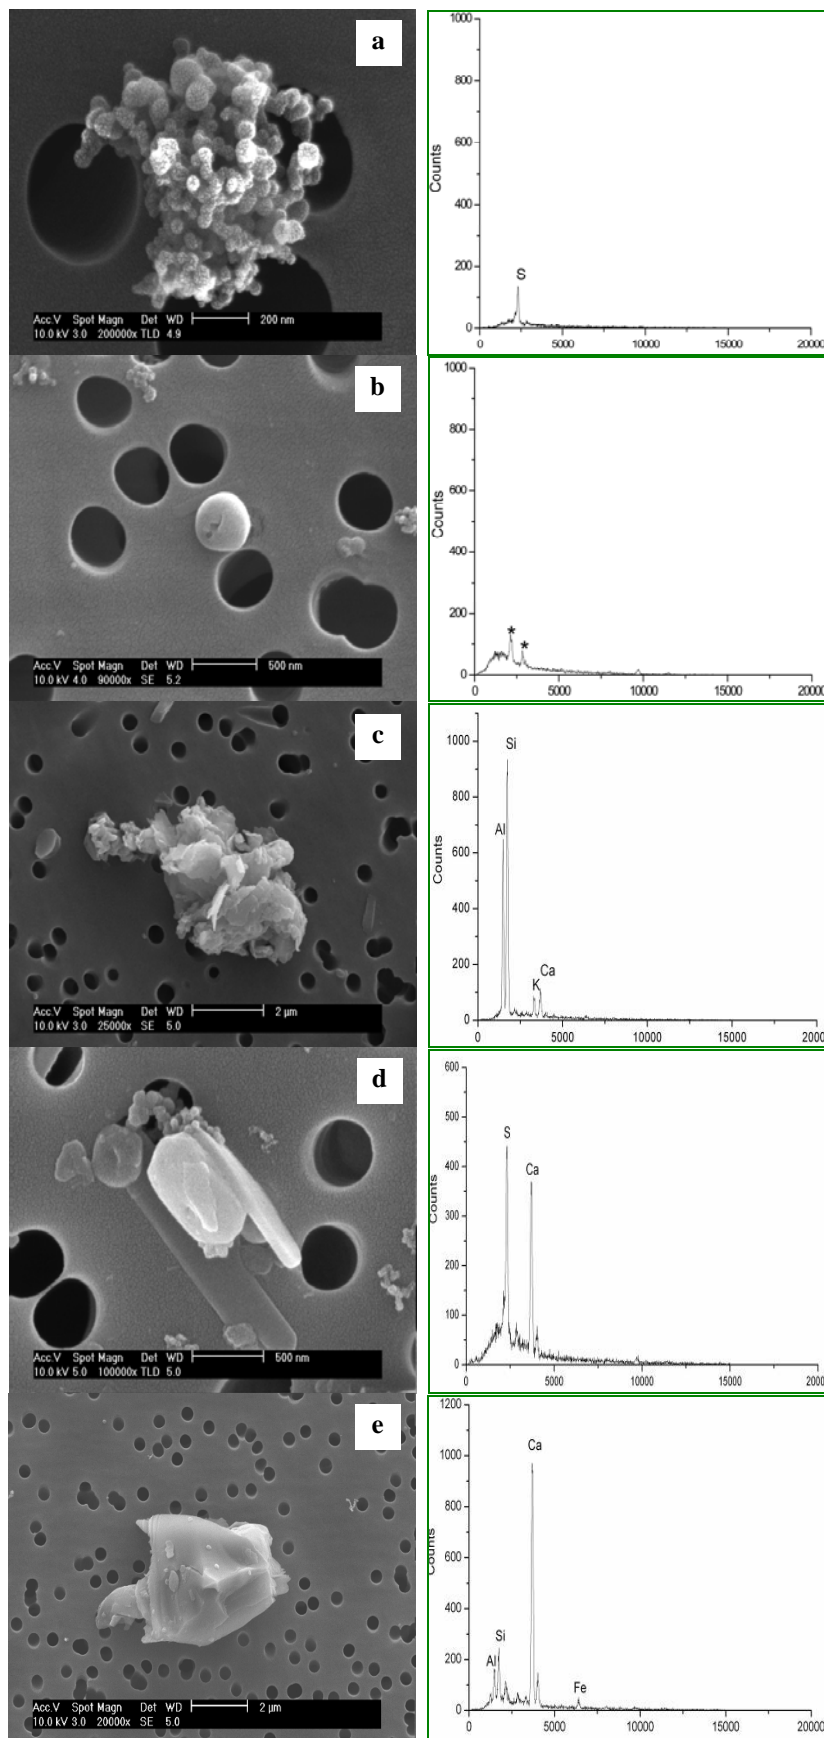 a
Acc.V Spot Magn Det WD 200 nm
10.0 kV 3.0 200000x TLD 4.9
1000
800
600
400
200
0
Counts
S
0 5000 10000 15000 20000
b
Acc.V Spot Magn Det WD 500 nm
10.0 kV 4.0 90000x SE 5.2
1000
800
600
400
200
0
Counts
* *
0 5000 10000 15000 20000
c
Acc.V Spot Magn Det WD 2 µm
10.0 kV 3.0 25000x SE 5.0
1000
800
600
400
200
0
Counts
Si
Al
K Ca
0 5000 10000 15000 2000
d
Acc.V Spot Magn Det WD 500 nm
10.0 kV 5.0 100000x TLD 5.0
600
500
400
300
200
100
0
Counts
S
Ca
0 5000 10000 15000 2000
e
Acc.V Spot Magn Det WD 2 µm
10.0 kV 3.0 20000x SE 5.0
1200
1000
800
600
400
200
0
Counts
Ca
Si
Al
Fe
0 5000 10000 15000 20000